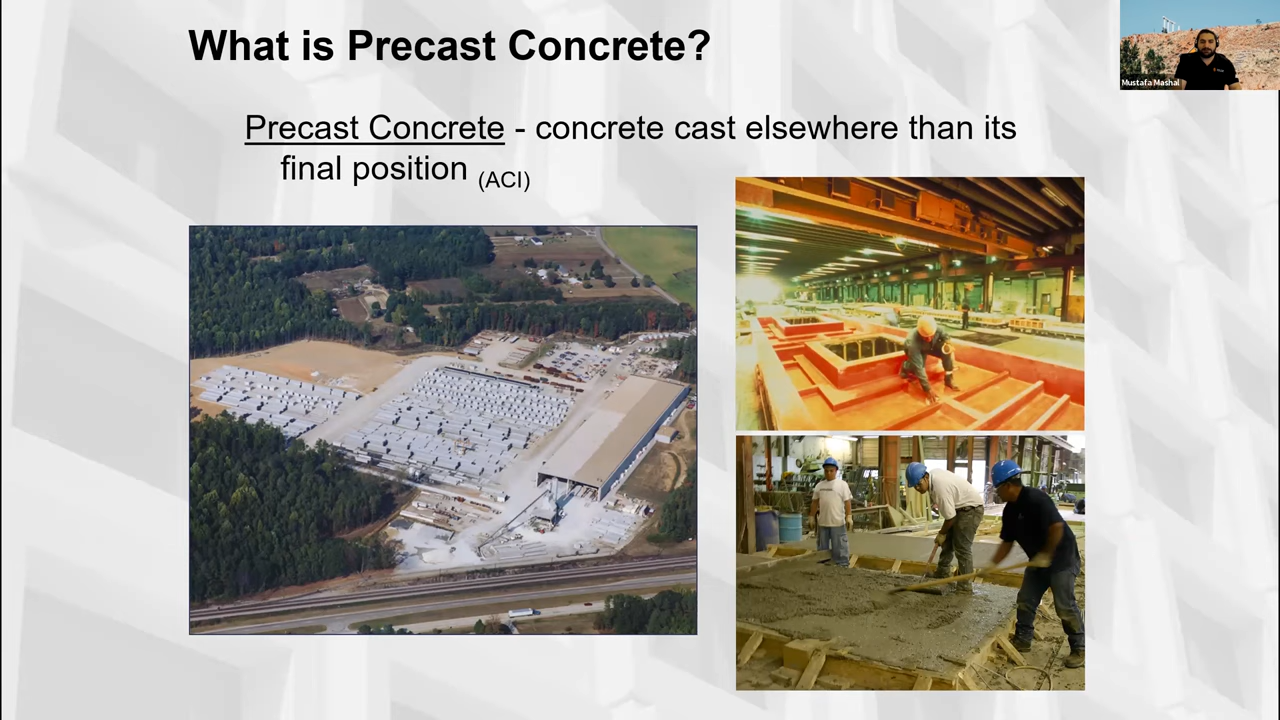 What is Precast Concrete?
Precast Concrete - concrete cast elsewhere than its
final position (ACI)
Mustafa Mashal